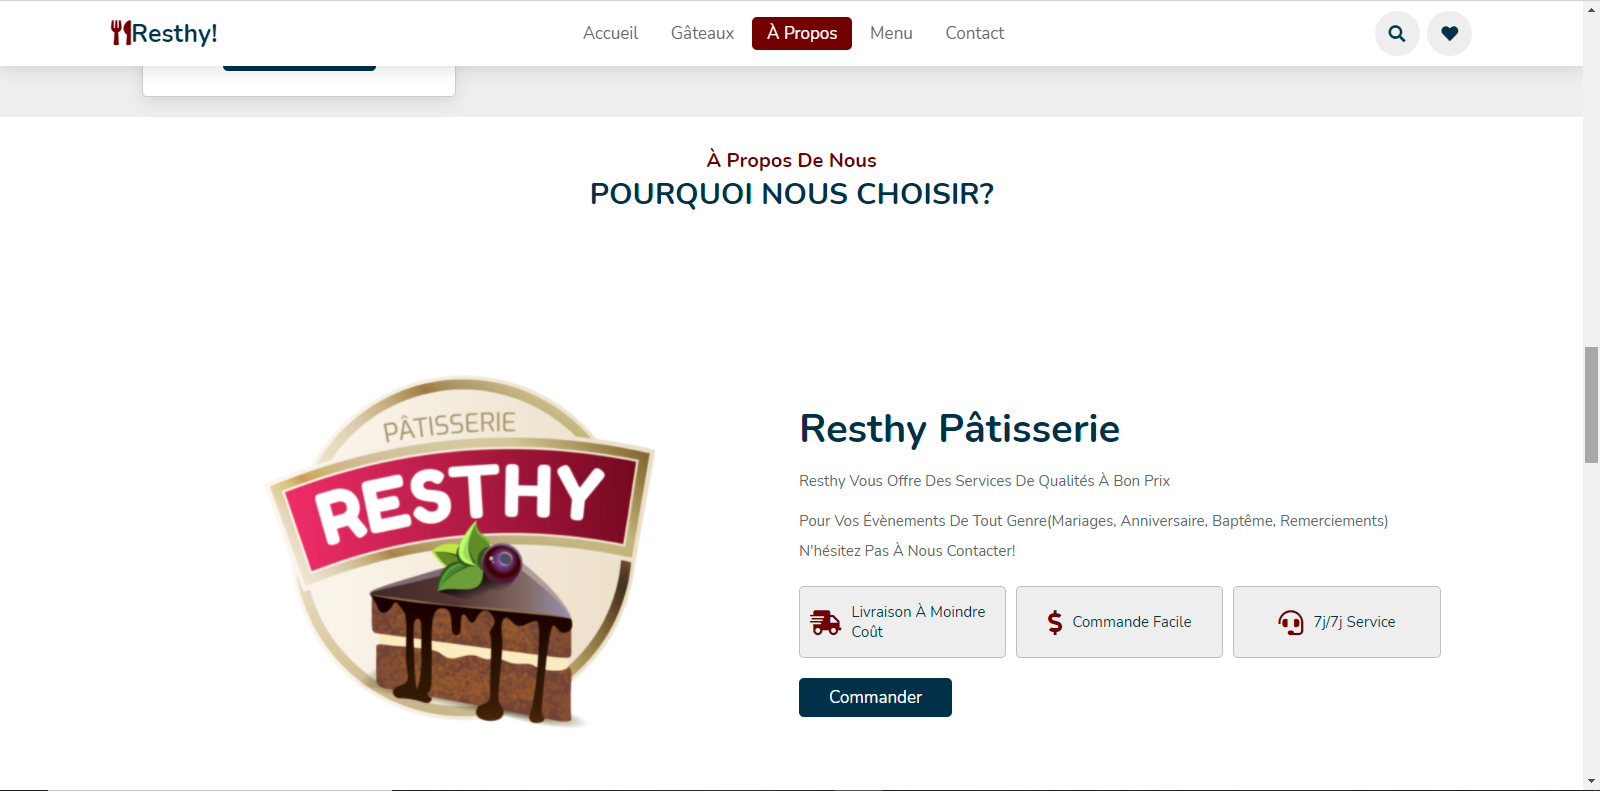 Resthy!
Accueil
Gâteaux
À Propos
Menu
Contact
À Propos De Nous
POURQUOI NOUS CHOISIR?
PÂTISSERIE
RESTHY
Resthy Pâtisserie
Resthy Vous Offre Des Services De Qualités À Bon Prix
Pour Vos Évènements De Tout Genre(Mariages, Anniversaire, Baptême, Remerciements)
N'hésitez Pas À Nous Contacter!
Livraison À Moindre
Coût
Commande Facile
7j/7j Service
Commander